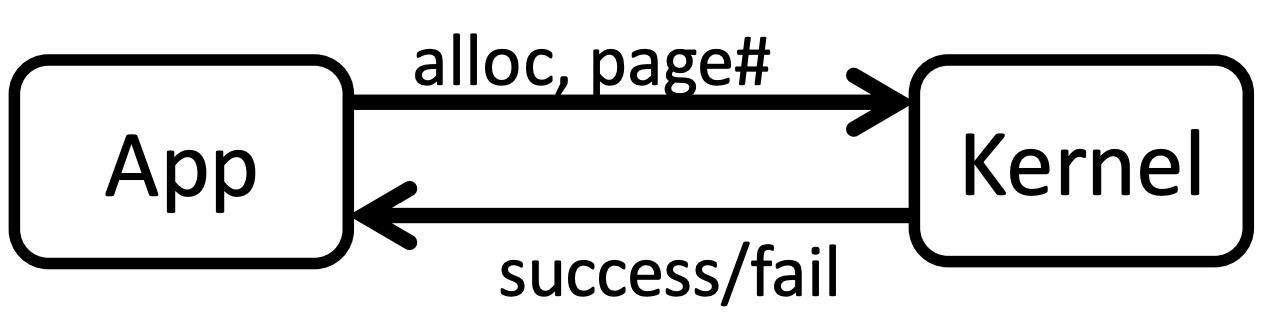 alloc, page#
App
Kernel
success/fail